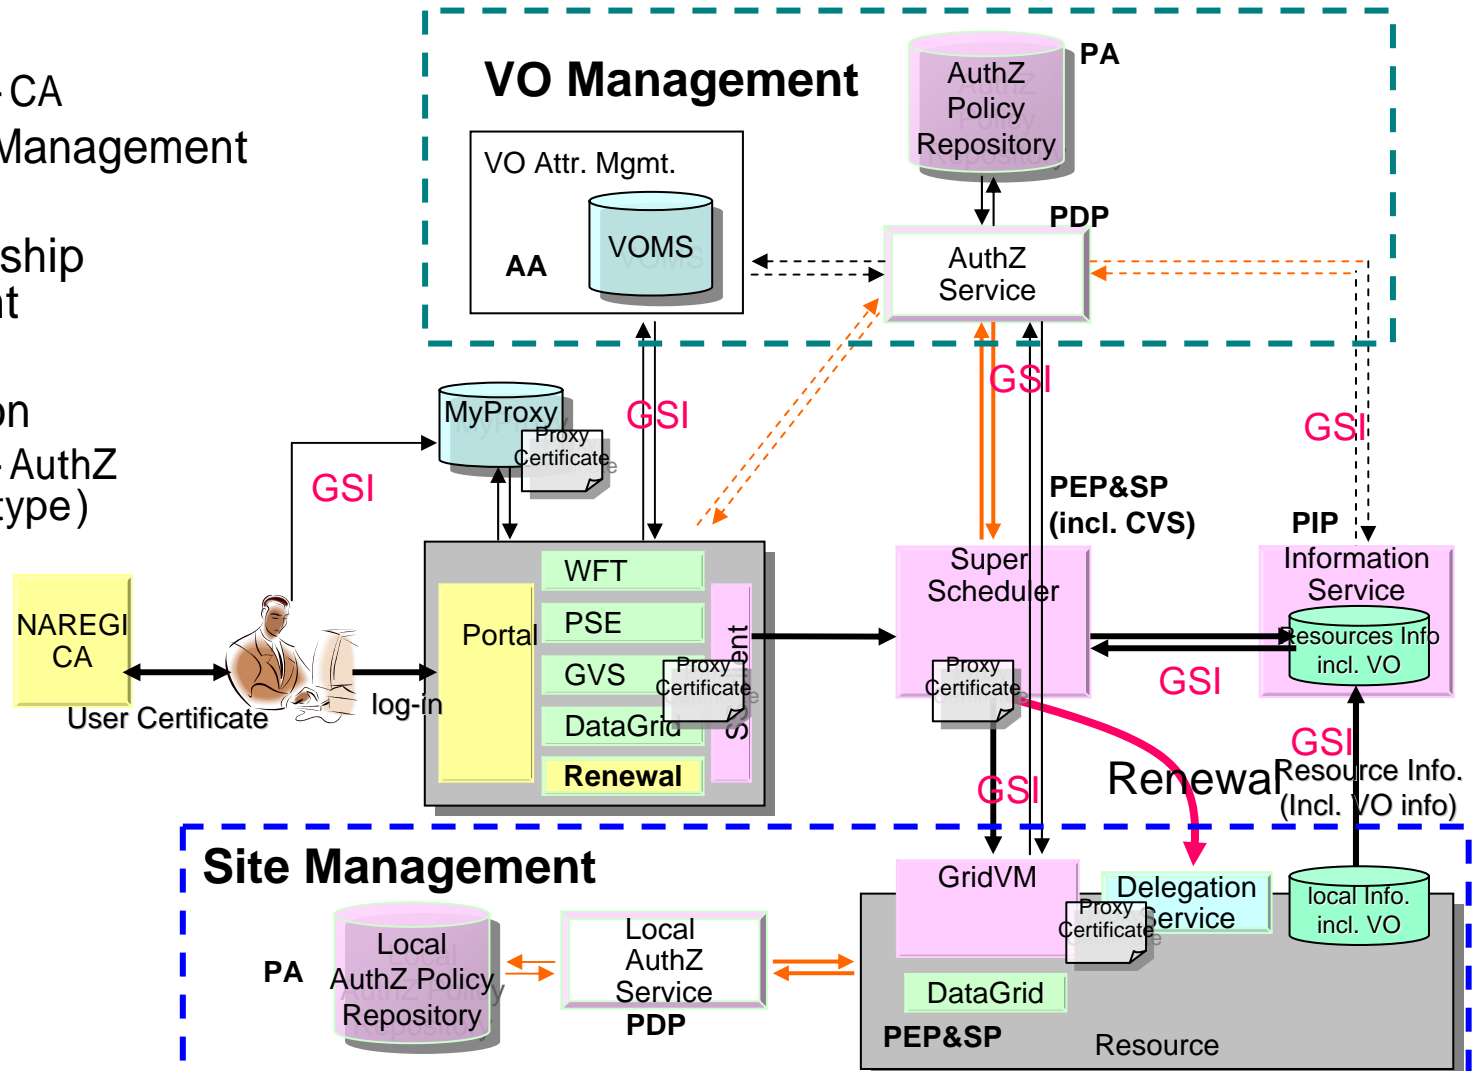 - CA
Management
ship
nt
on
- AuthZ
type)
VO Management
PA
AuthZ
Policy
Repository
VO Attr. Mgmt.
VOMS
AA
PDP
AuthZ
Service
MyProxy
Proxy
Certificate
GSI
GSI
GSI
GSI
PEP&SP
(incl. CVS)
PIP
NAREGI
CA
User Certificate
log-in
Portal
WFT
PSE
GVS
DataGrid
Renewal
Proxy
Certificate
Super
Scheduler
Proxy
Certificate
Information
Service
Resources Info
incl. VO
GSI
GSI
GSI
Renewal
Resource Info.
(Incl. VO info)
Site Management
PA
Local
AuthZ Policy
Repository
Local
AuthZ
Service
PDP
GridVM
Proxy
Certificate
Delegation
Service
local Info.
incl. VO
DataGrid
PEP&SP
Resource